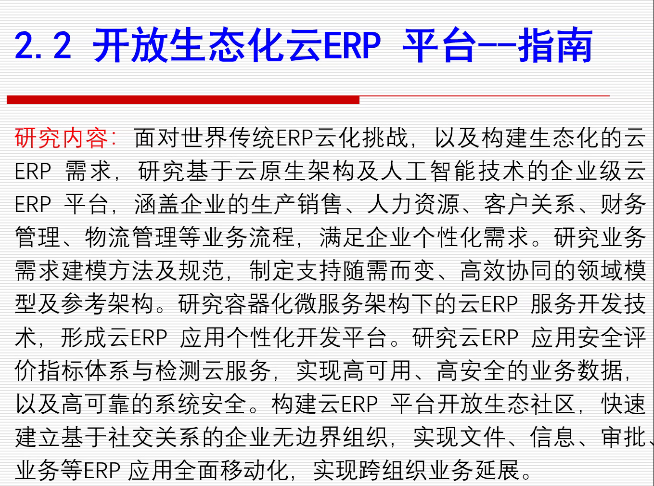 2.2 开放生态化云ERP 平台--指南
研究内容：面对世界传统ERP云化挑战，以及构建生态化的云
ERP 需求，研究基于云原生架构及人工智能技术的企业级云
ERP 平台，涵盖企业的生产销售、人力资源、客户关系、财务
管理、物流管理等业务流程，满足企业个性化需求。研究业务
需求建模方法及规范，制定支持随需而变、高效协同的领域模
型及参考架构。研究容器化微服务架构下的云ERP 服务开发技
术，形成云ERP 应用个性化开发平台。研究云ERP 应用安全评
价指标体系与检测云服务，实现高可用、高安全的业务数据，
以及高可靠的系统安全。构建云ERP 平台开放生态社区，快速
建立基于社交关系的企业无边界组织，实现文件、信息、审批、
业务等ERP 应用全面移动化，实现跨组织业务延展。